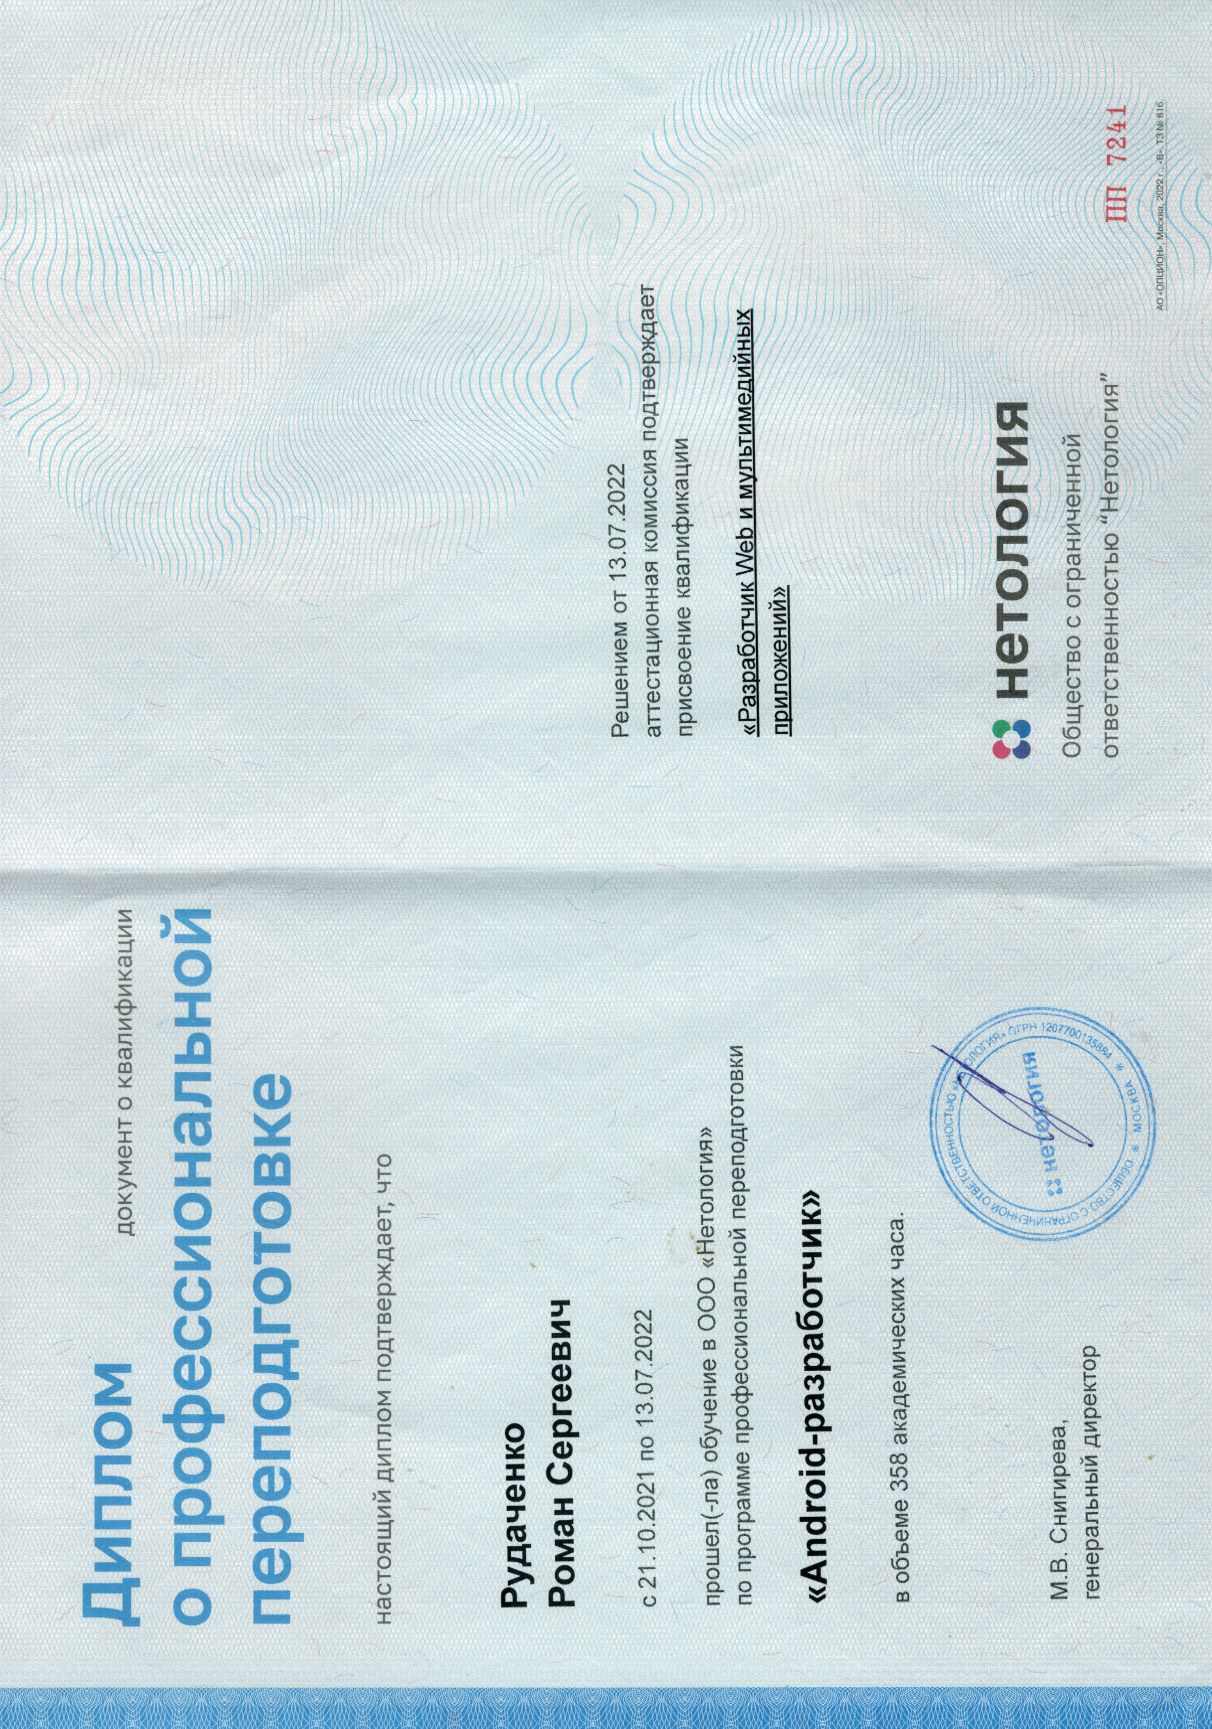 Диплом
документ о квалификации
о профессиональной
переподготовке
настоящий диплом подтверждает, что
Рудаченко
Роман Сергеевич
с 21.10.2021 по 13.07.2022
прошел(-ла) обучение в ООО «Нетология»
по программе профессиональной переподготовки
«Android-разработчик»
в объеме 358 академических часа.
М.В. Снигирева,
генеральный директор
ОБЩЕСТВО С ОГРАНИЧЕННОЙ ОТВЕТСТВЕННОСТЬЮ «НЕТОЛОГИЯ» ОГРН 1207700135884
* МОСКВА *
нетология
Решением от 13.07.2022
аттестационная комиссия подтверждает
присвоение квалификации
«Разработчик Web и мультимедийных
приложений»
нетология
Общество с ограниченной
ответственностью “Нетология”
ПП 7241
АО «ОПЦИОН», Москва, 2022 г., «В». ТЗ № 816.